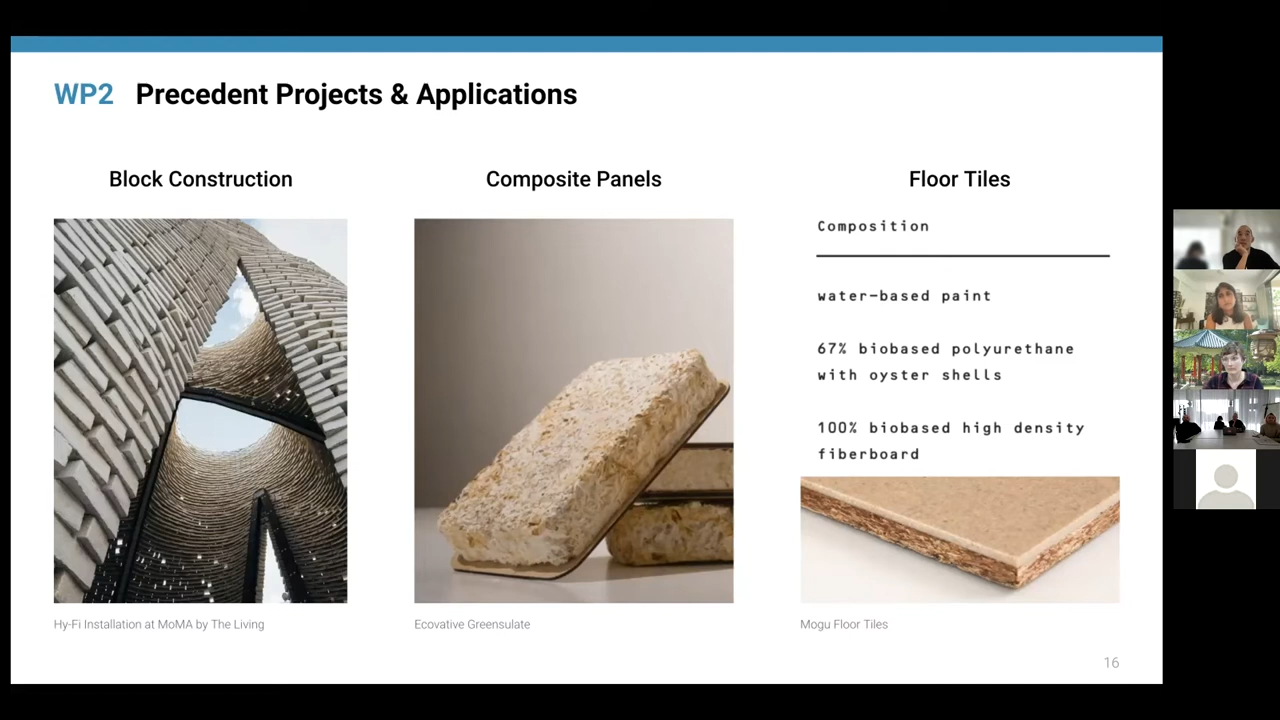 WP2 Precedent Projects & Applications
Block Construction
Composite Panels
Floor Tiles
Composition
water-based paint
67% biobased polyurethane
with oyster shells
100% biobased high density
fiberboard
Hy-Fi Installation at MoMA by The Living
Ecovative Greensulate
Mogu Floor Tiles
16